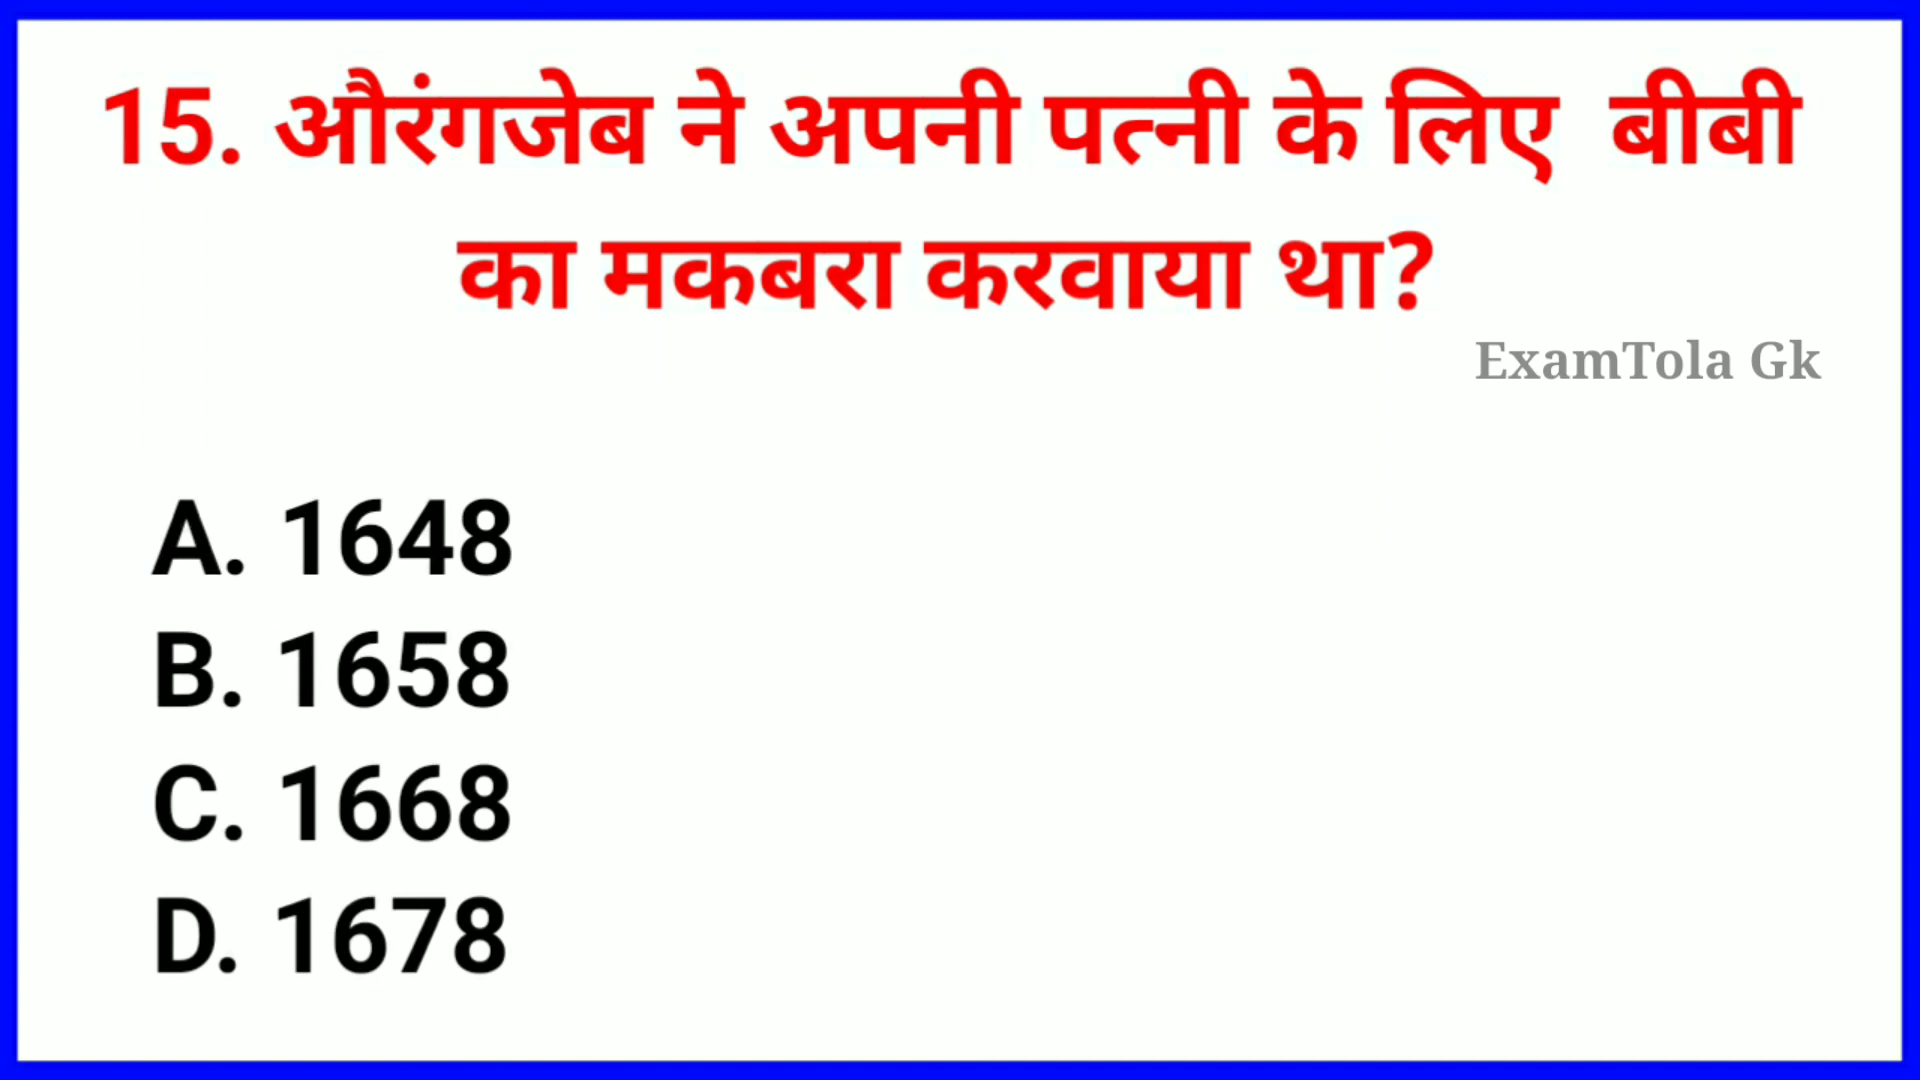 15. औरंगजेब ने अपनी पत्नी के लिए बीबी
का मकबरा करवाया था?
ExamTola Gk
A. 1648
B. 1658
C. 1668
D. 1678